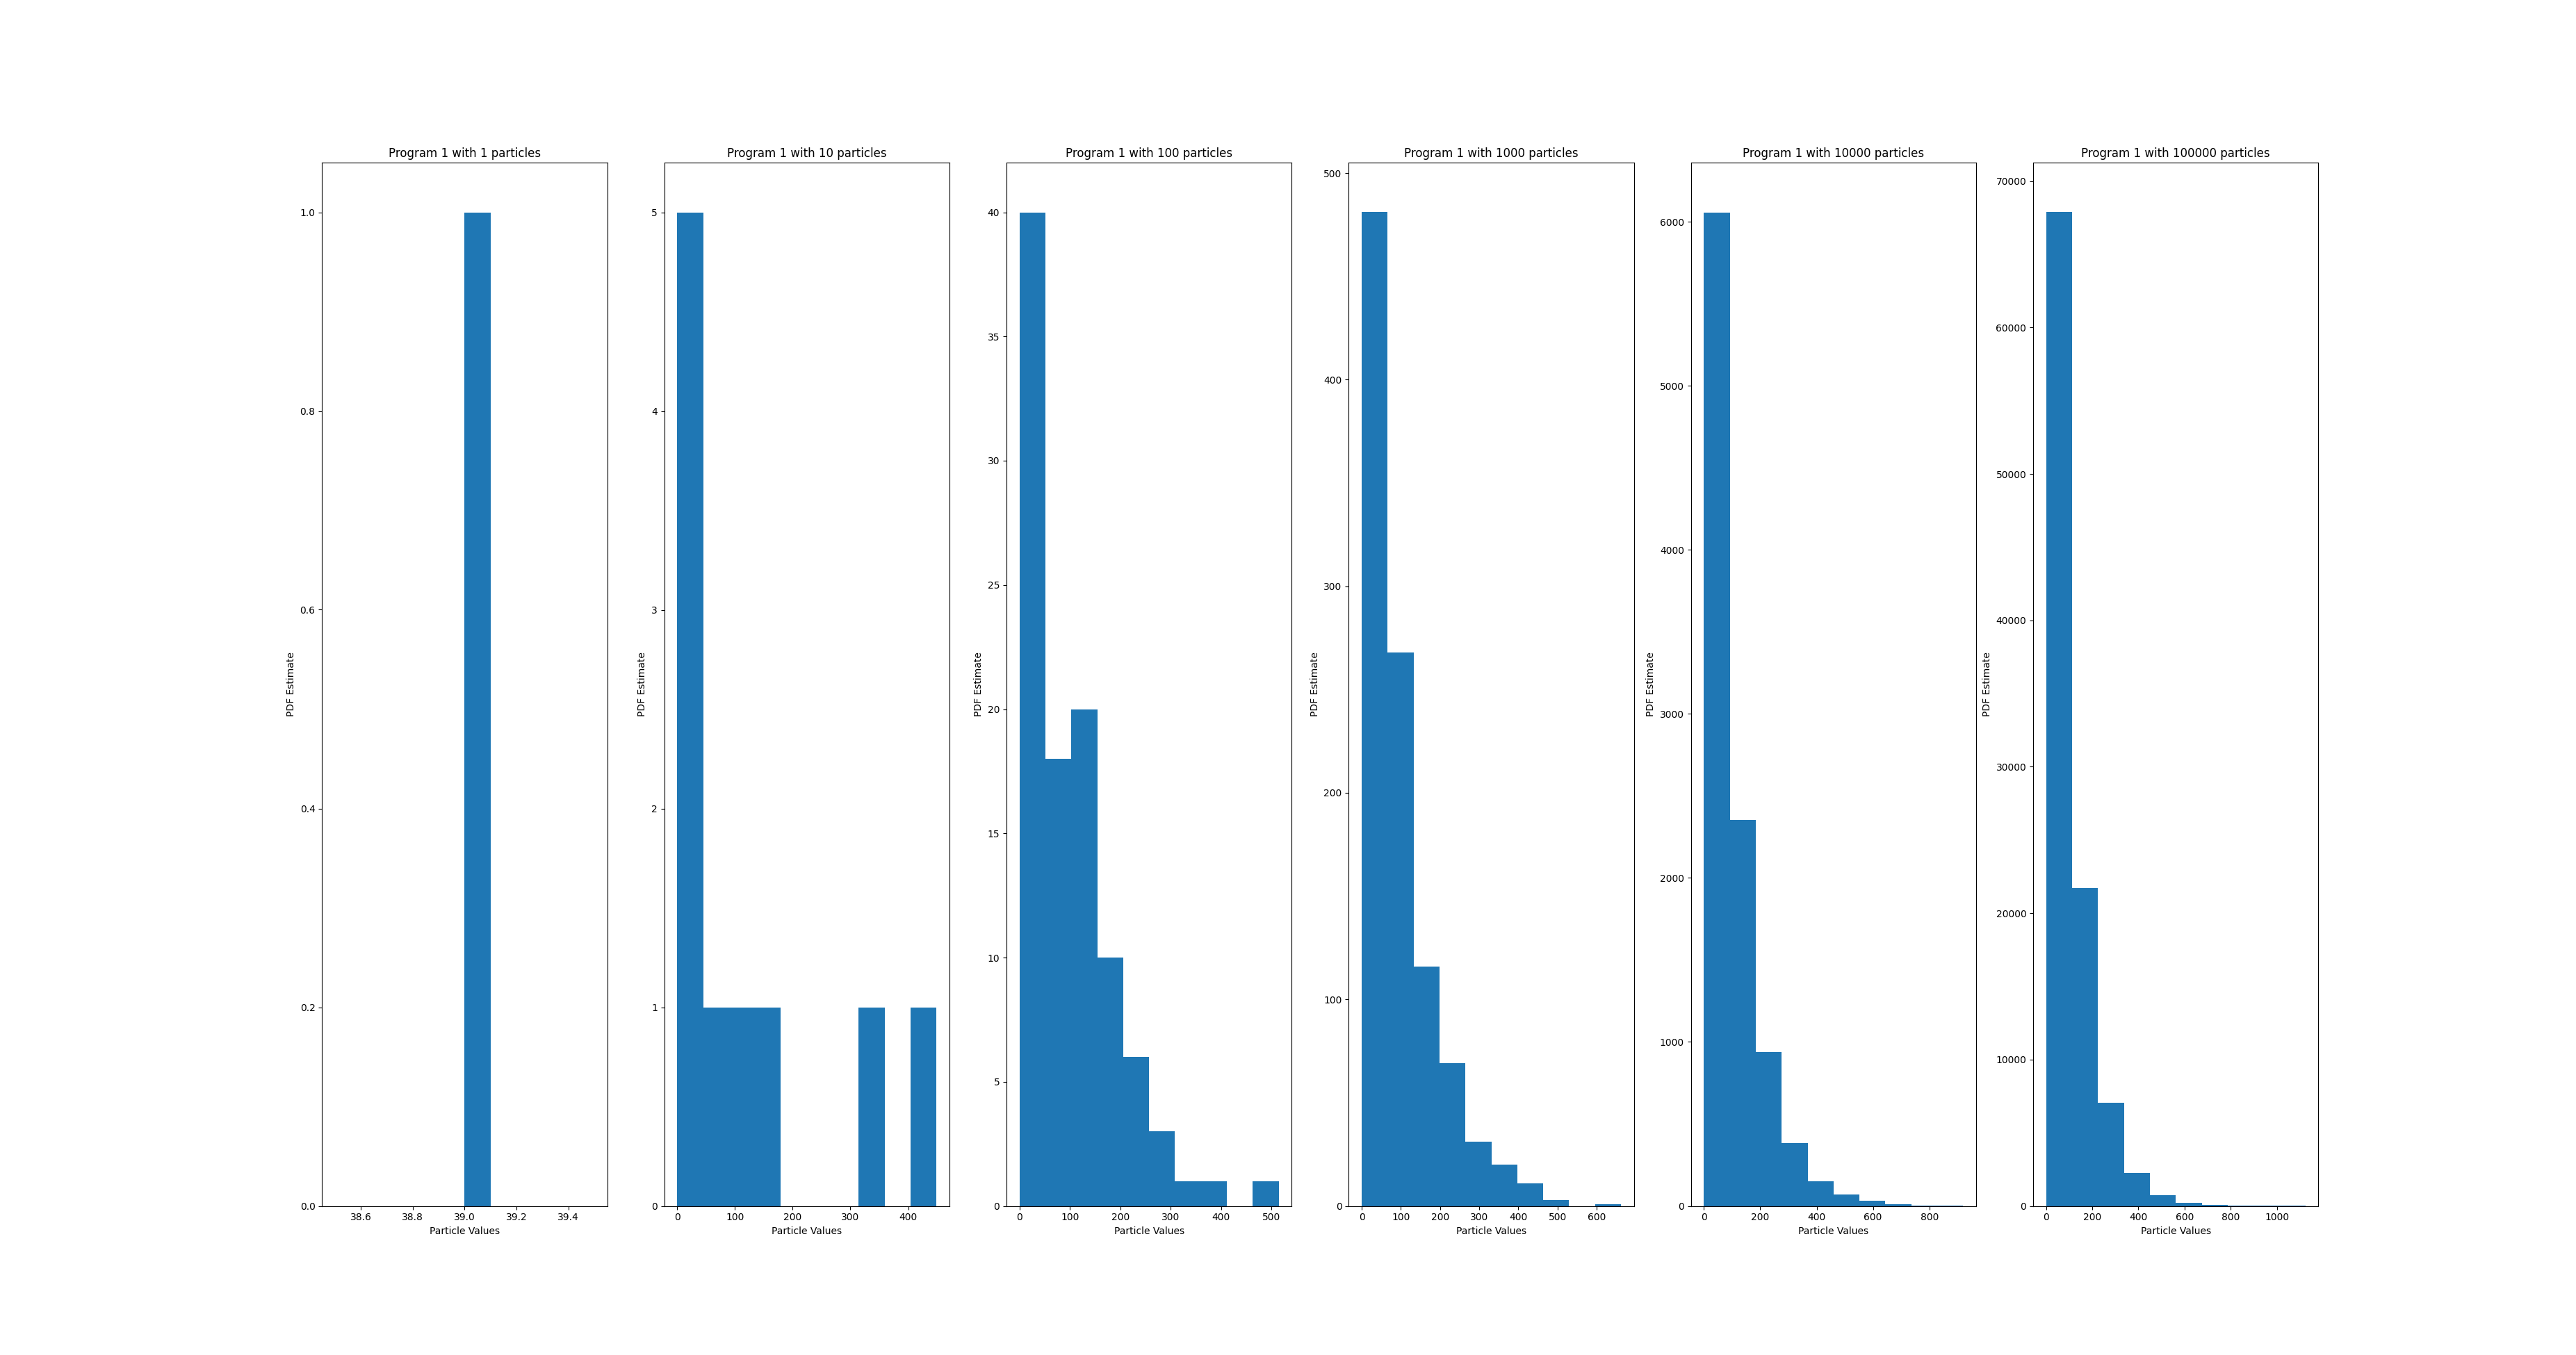 Program 1 with 1 particles
1.0
0.8
0.6
0.4
0.2
0.0
PDF Estimate
38.6 38.8 39.0 39.2 39.4
Particle Values
Program 1 with 10 particles
5
4
3
2
1
0
PDF Estimate
0 100 200 300 400
Particle Values
Program 1 with 100 particles
40
35
30
25
20
15
10
5
0
PDF Estimate
0 100 200 300 400 500
Particle Values
Program 1 with 1000 particles
500
400
300
200
100
0
PDF Estimate
0 100 200 300 400 500 600
Particle Values
Program 1 with 10000 particles
6000
5000
4000
3000
2000
1000
0
PDF Estimate
0 200 400 600 800
Particle Values
Program 1 with 100000 particles
70000
60000
50000
40000
30000
20000
10000
0
PDF Estimate
0 200 400 600 800 1000
Particle Values